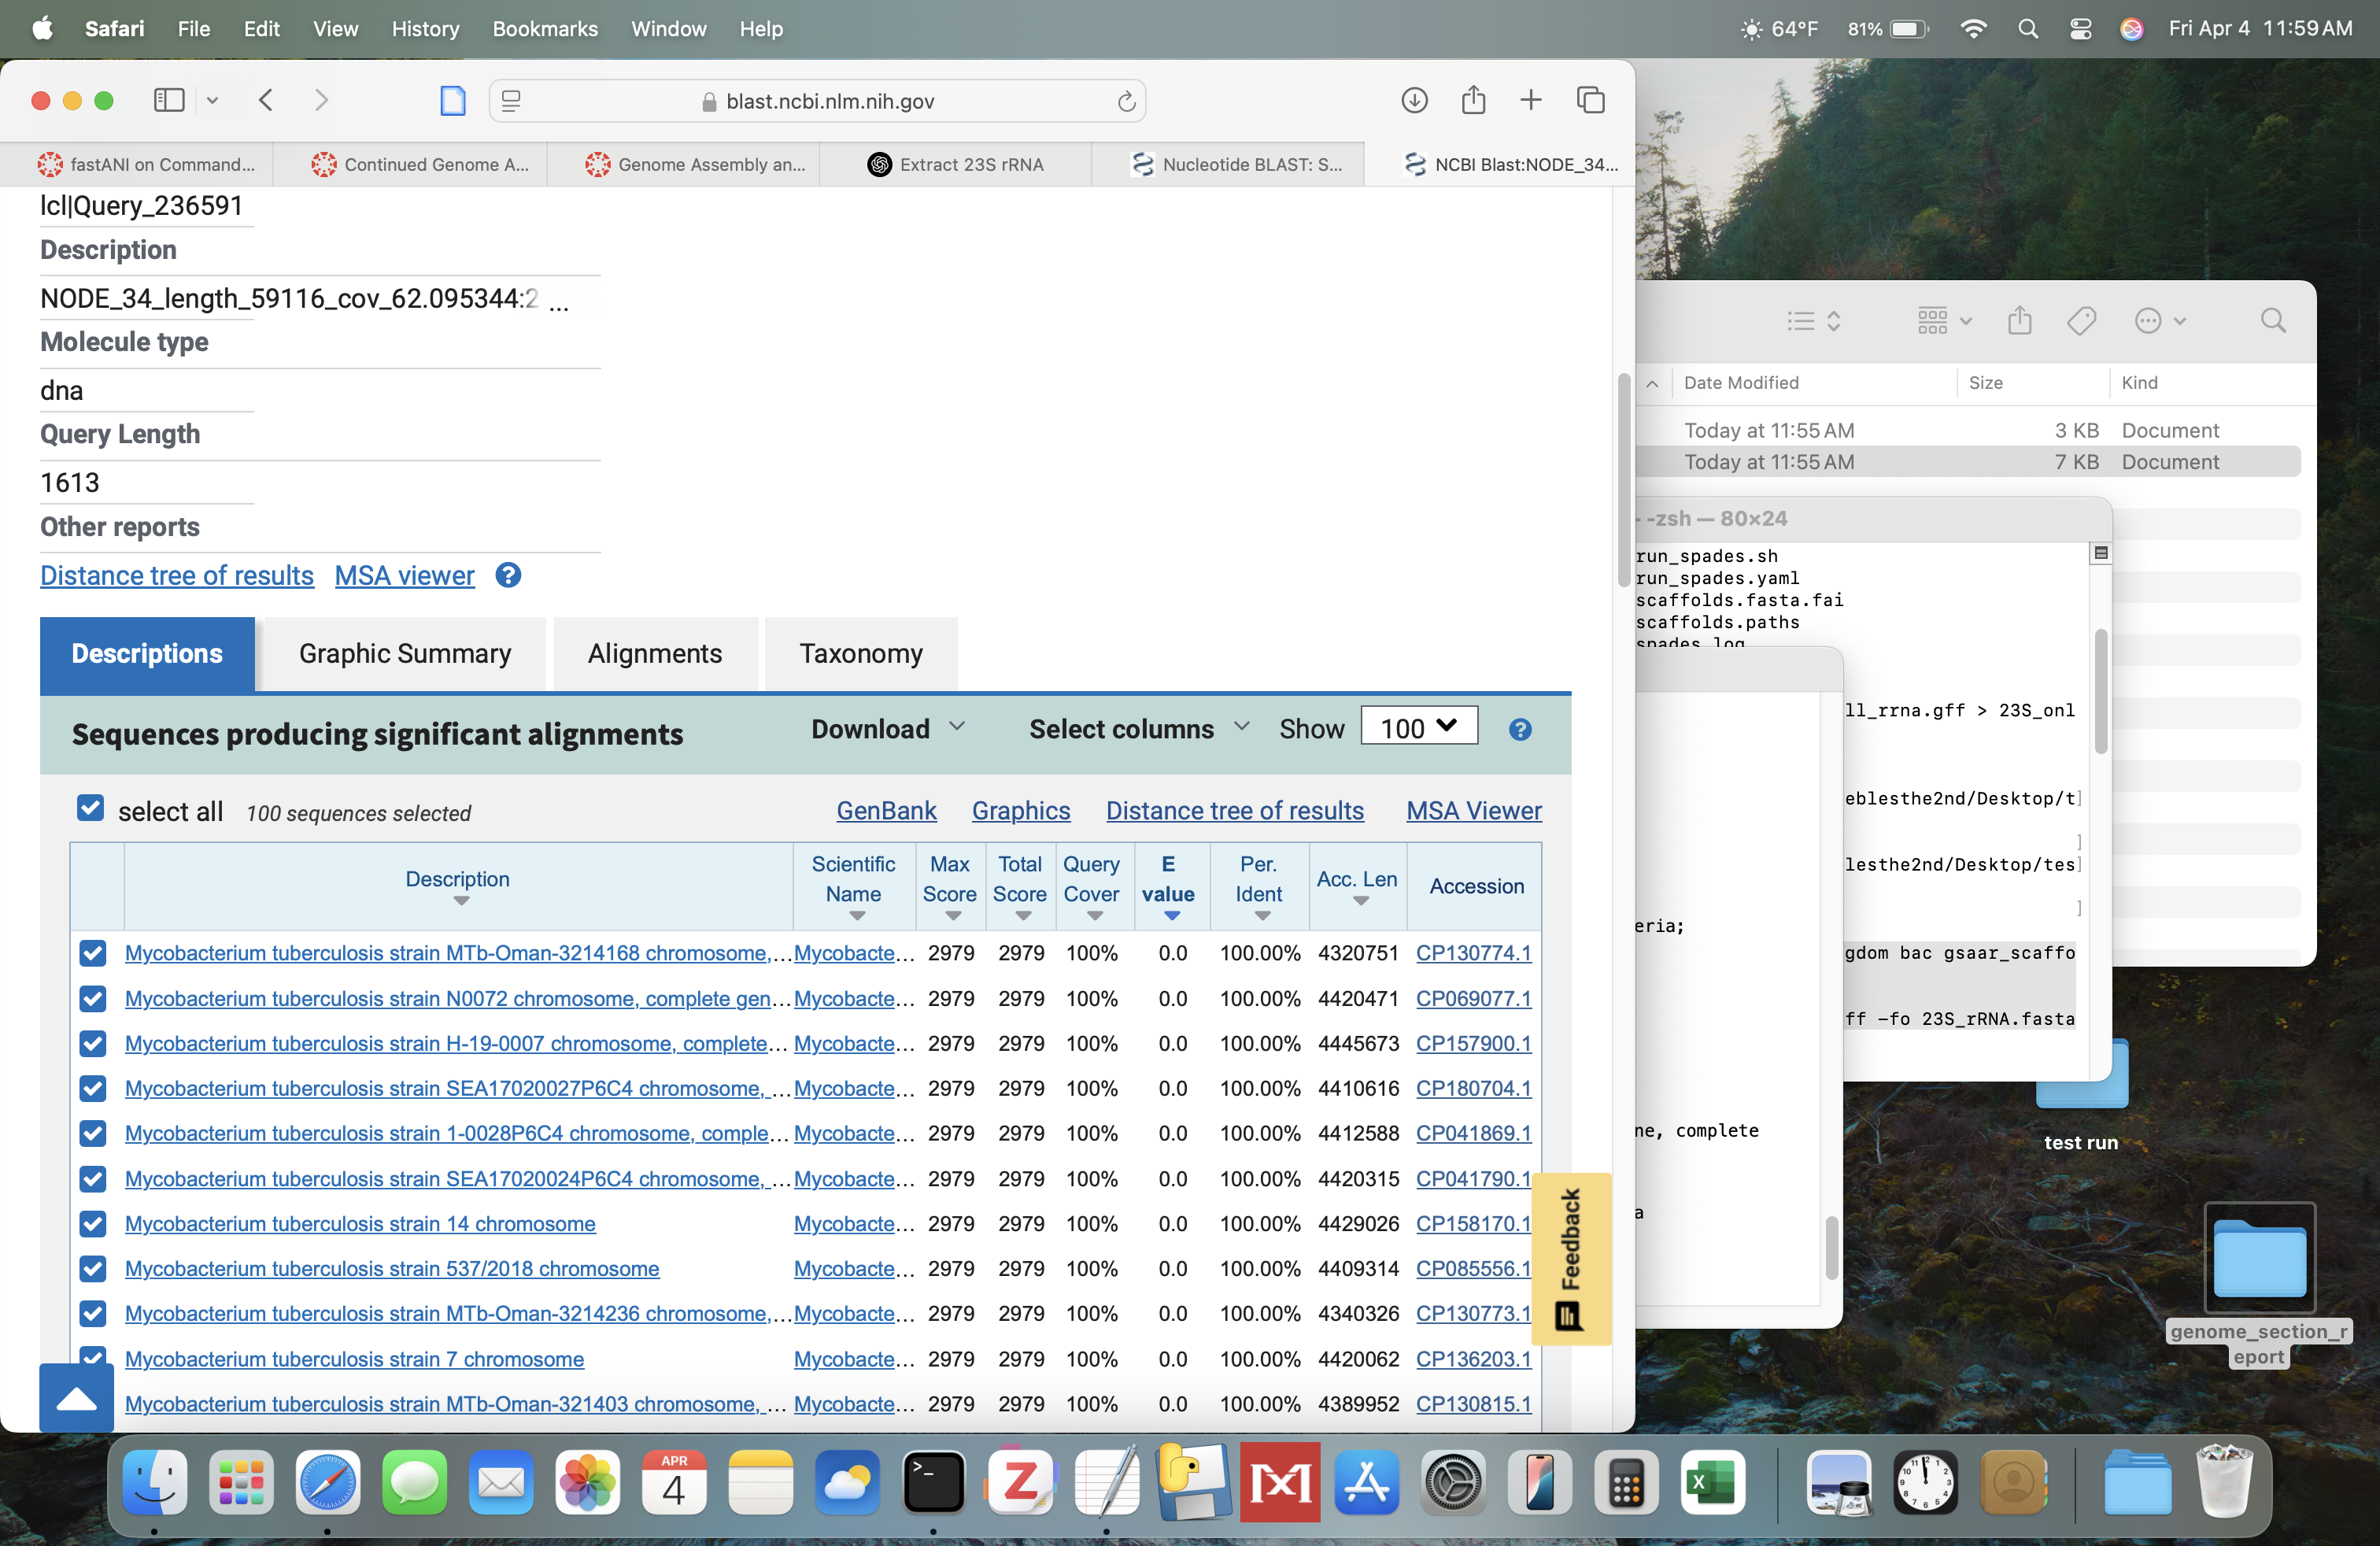 Safari File Edit View History Bookmarks Window Help 64°F 81% Fri Apr 4 11:59 AM
blast.ncbi.nlm.nih.gov
fastANI on Command... Continued Genome A... Genome Assembly an... Extract 23S rRNA Nucleotide BLAST: S... NCBI Blast:NODE_34...
lcl|Query_236591
Description
NODE_34_length_59116_cov_62.095344:2 ...
Molecule type
dna
Query Length
1613
Other reports
Distance tree of results MSA viewer ?
Descriptions Graphic Summary Alignments Taxonomy
Sequences producing significant alignments Download Select columns Show 100 ?
select all 100 sequences selected GenBank Graphics Distance tree of results MSA Viewer
Description Scientific Name Max Score Total Score Query Cover E value Per. Ident Acc. Len Accession
Mycobacterium tuberculosis strain MTb-Oman-3214168 chromosome,... Mycobacte... 2979 2979 100% 0.0 100.00% 4320751 CP130774.1
Mycobacterium tuberculosis strain N0072 chromosome, complete gen... Mycobacte... 2979 2979 100% 0.0 100.00% 4420471 CP069077.1
Mycobacterium tuberculosis strain H-19-0007 chromosome, complete... Mycobacte... 2979 2979 100% 0.0 100.00% 4445673 CP157900.1
Mycobacterium tuberculosis strain SEA17020027P6C4 chromosome, ... Mycobacte... 2979 2979 100% 0.0 100.00% 4410616 CP180704.1
Mycobacterium tuberculosis strain 1-0028P6C4 chromosome, comple... Mycobacte... 2979 2979 100% 0.0 100.00% 4412588 CP041869.1
Mycobacterium tuberculosis strain SEA17020024P6C4 chromosome, ... Mycobacte... 2979 2979 100% 0.0 100.00% 4420315 CP041790.1
Mycobacterium tuberculosis strain 14 chromosome Mycobacte... 2979 2979 100% 0.0 100.00% 4429026 CP158170.1
Mycobacterium tuberculosis strain 537/2018 chromosome Mycobacte... 2979 2979 100% 0.0 100.00% 4409314 CP085556.1
Mycobacterium tuberculosis strain MTb-Oman-3214236 chromosome,... Mycobacte... 2979 2979 100% 0.0 100.00% 4340326 CP130773.1
Mycobacterium tuberculosis strain 7 chromosome Mycobacte... 2979 2979 100% 0.0 100.00% 4420062 CP136203.1
Mycobacterium tuberculosis strain MTb-Oman-321403 chromosome, ... Mycobacte... 2979 2979 100% 0.0 100.00% 4389952 CP130815.1
Feedback
Date Modified Size Kind
Today at 11:55 AM 3 KB Document
Today at 11:55 AM 7 KB Document
-zsh — 80×24
run_spades.sh
run_spades.yaml
scaffolds.fasta.fai
scaffolds.paths
spades.log
ll_rrna.gff > 23S_onl
eblesthe2nd/Desktop/t]
]
lesthe2nd/Desktop/tes]
]
gdom bac gsaar_scaffo
ff -fo 23S_rRNA.fasta
eria;
ne, complete
a
test run
genome_section_r
eport
APR
4